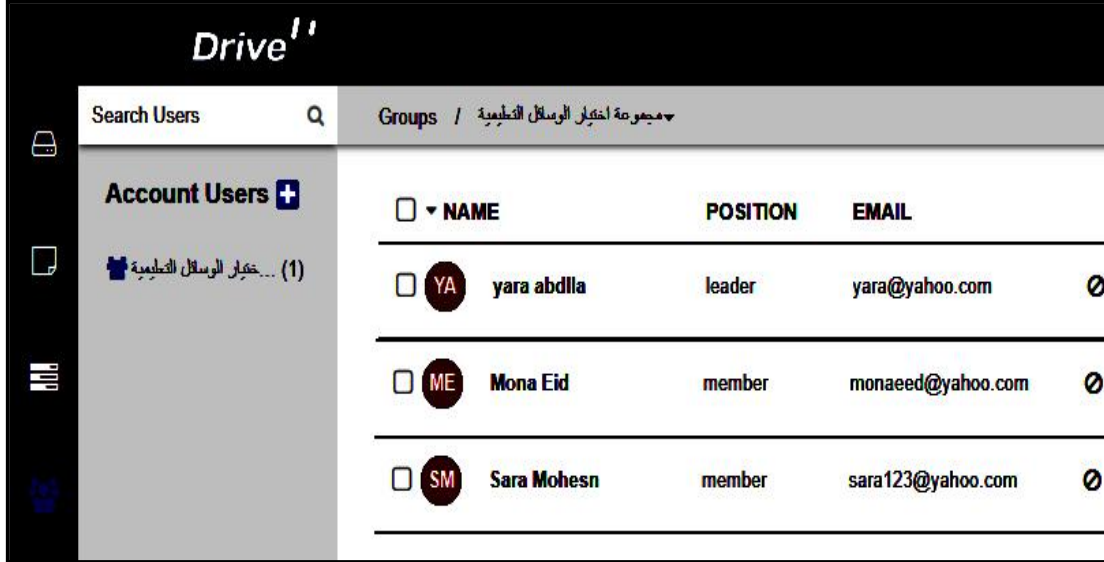 Drive
Search Users
Groups / مجموعة اختيار الوسائل التعليمية
Account Users
(1) ...ختيار الوسائل التعليمية
NAME POSITION EMAIL
YA yara abdlla leader yara@yahoo.com
ME Mona Eid member monaeed@yahoo.com
SM Sara Mohesn member sara123@yahoo.com